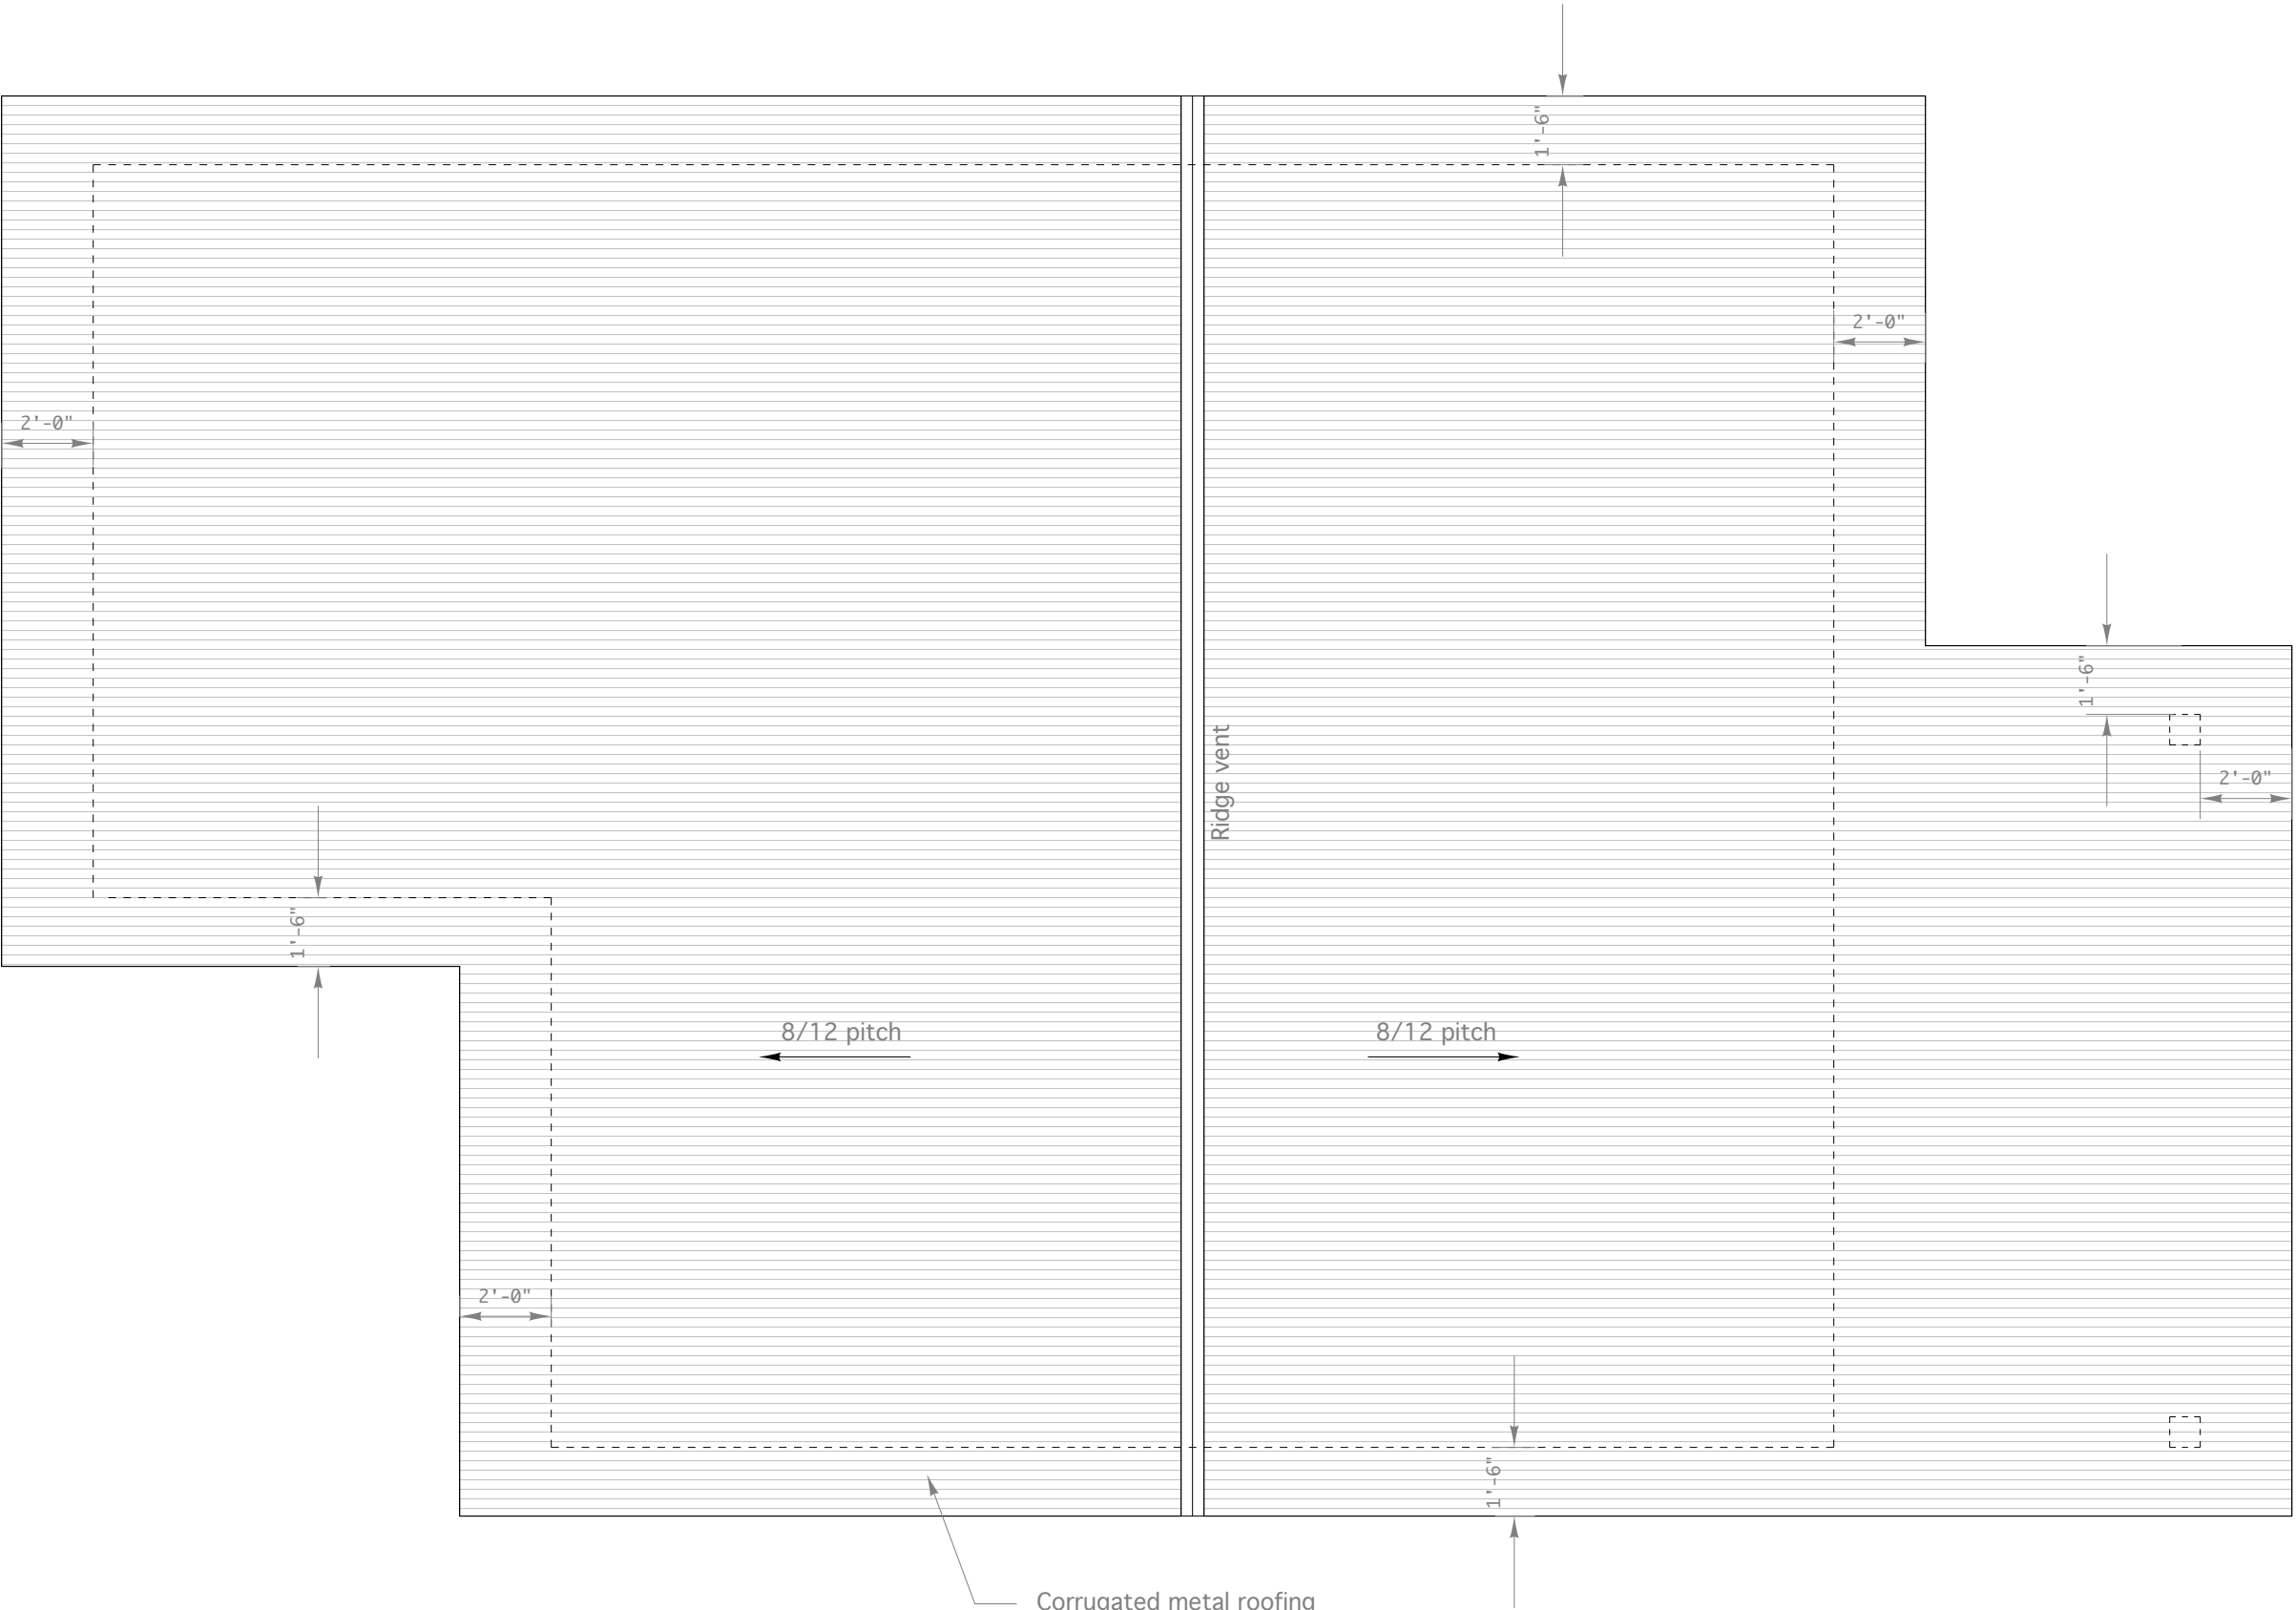 1'-6"
2'-0"
2'-0"
1'-6"
Ridge vent
2'-0"
1'-6"
8/12 pitch
8/12 pitch
2'-0"
1'-6"
Corrugated metal roofing